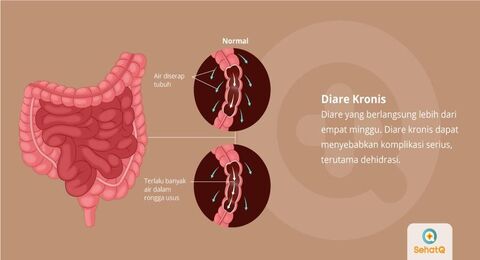 Normal
Air diserap
tubuh
Terlalu banyak
air dalam
rongga usus
Diare Kronis
Diare yang berlangsung lebih dari
empat minggu. Diare kronis dapat
menyebabkan komplikasi serius,
terutama dehidrasi.
SehatQ